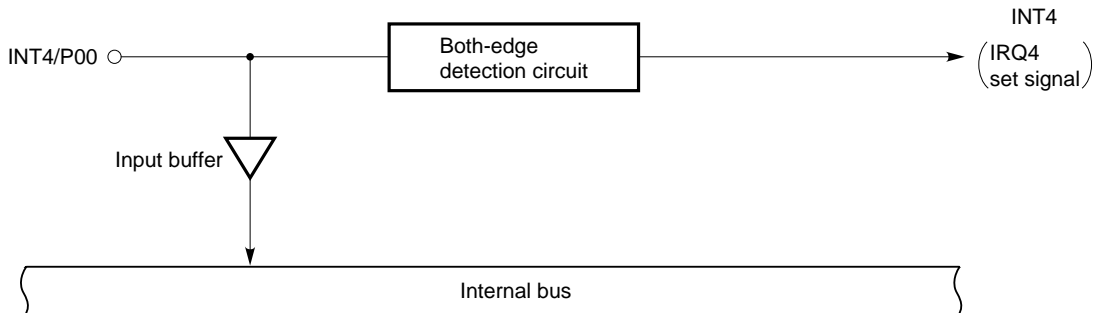 INT4/P00
Both-edge
detection circuit
INT4
(IRQ4
set signal)
Input buffer
Internal bus